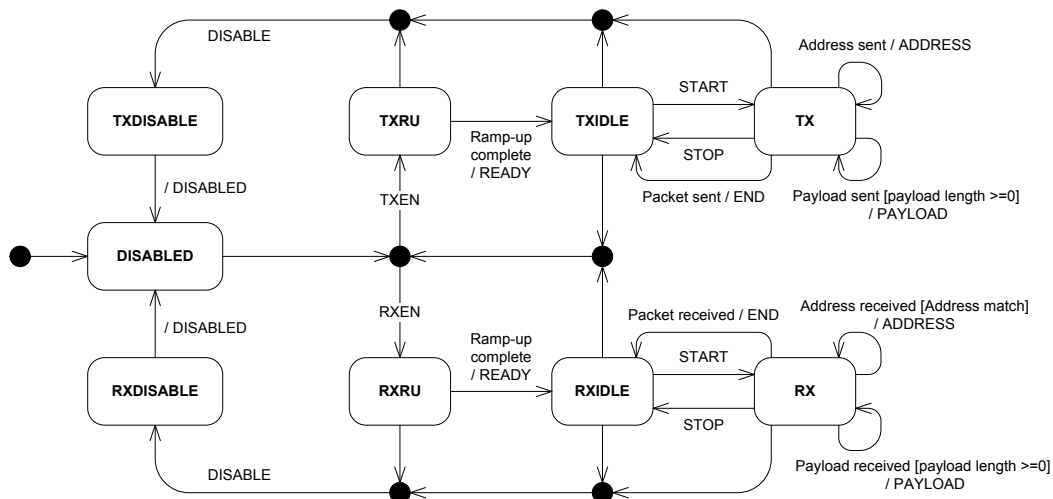 DISABLE
Address sent / ADDRESS
START
TXDISABLE
TXRU
TXIDLE
TX
Ramp-up
complete
/ READY
STOP
/ DISABLED
TXEN
Packet sent / END
Payload sent [payload length >=0]
/ PAYLOAD
DISABLED
RXEN
Packet received / END
Address received [Address match]
/ ADDRESS
/ DISABLED
Ramp-up
complete
/ READY
START
RXDISABLE
RXRU
RXIDLE
RX
STOP
DISABLE
Payload received [payload length >=0]
/ PAYLOAD